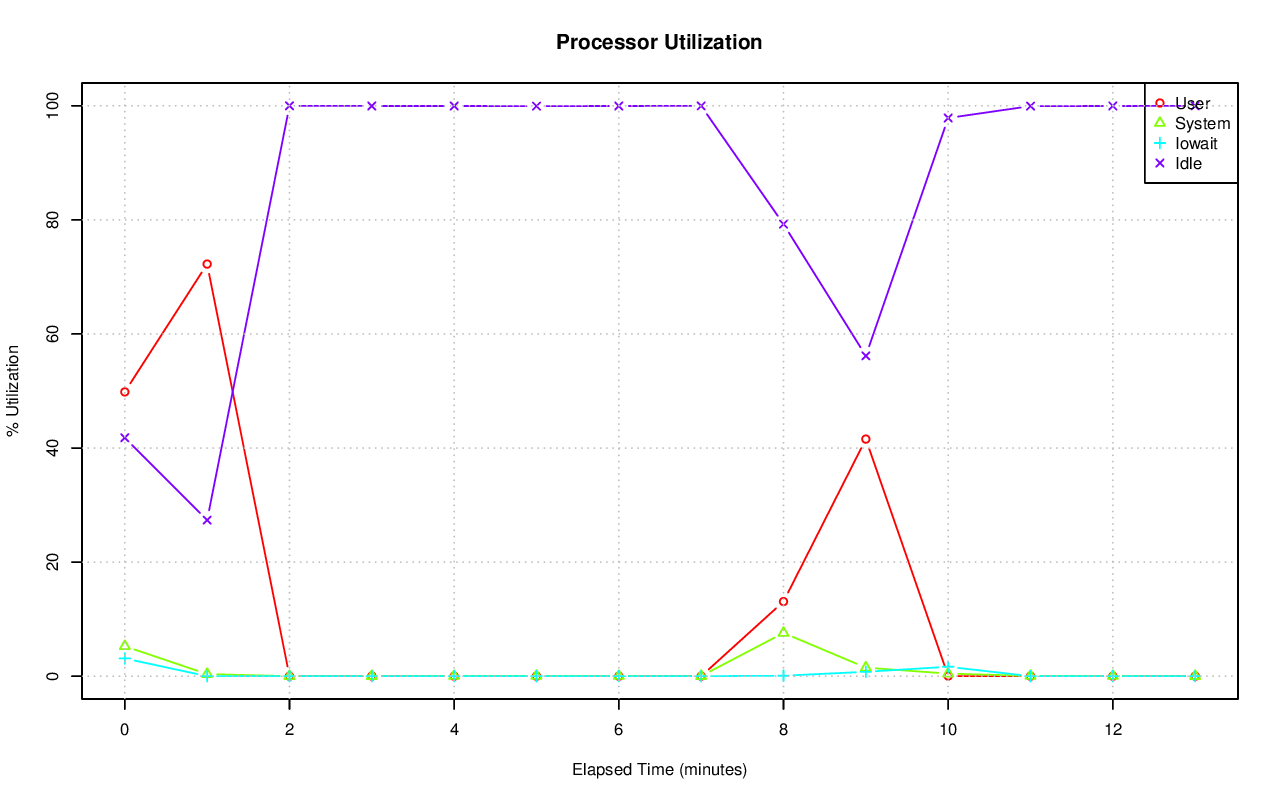 Processor Utilization
% Utilization
100
80
60
40
20
0
User
System
Iowait
Idle
0 2 4 6 8 10 12
Elapsed Time (minutes)